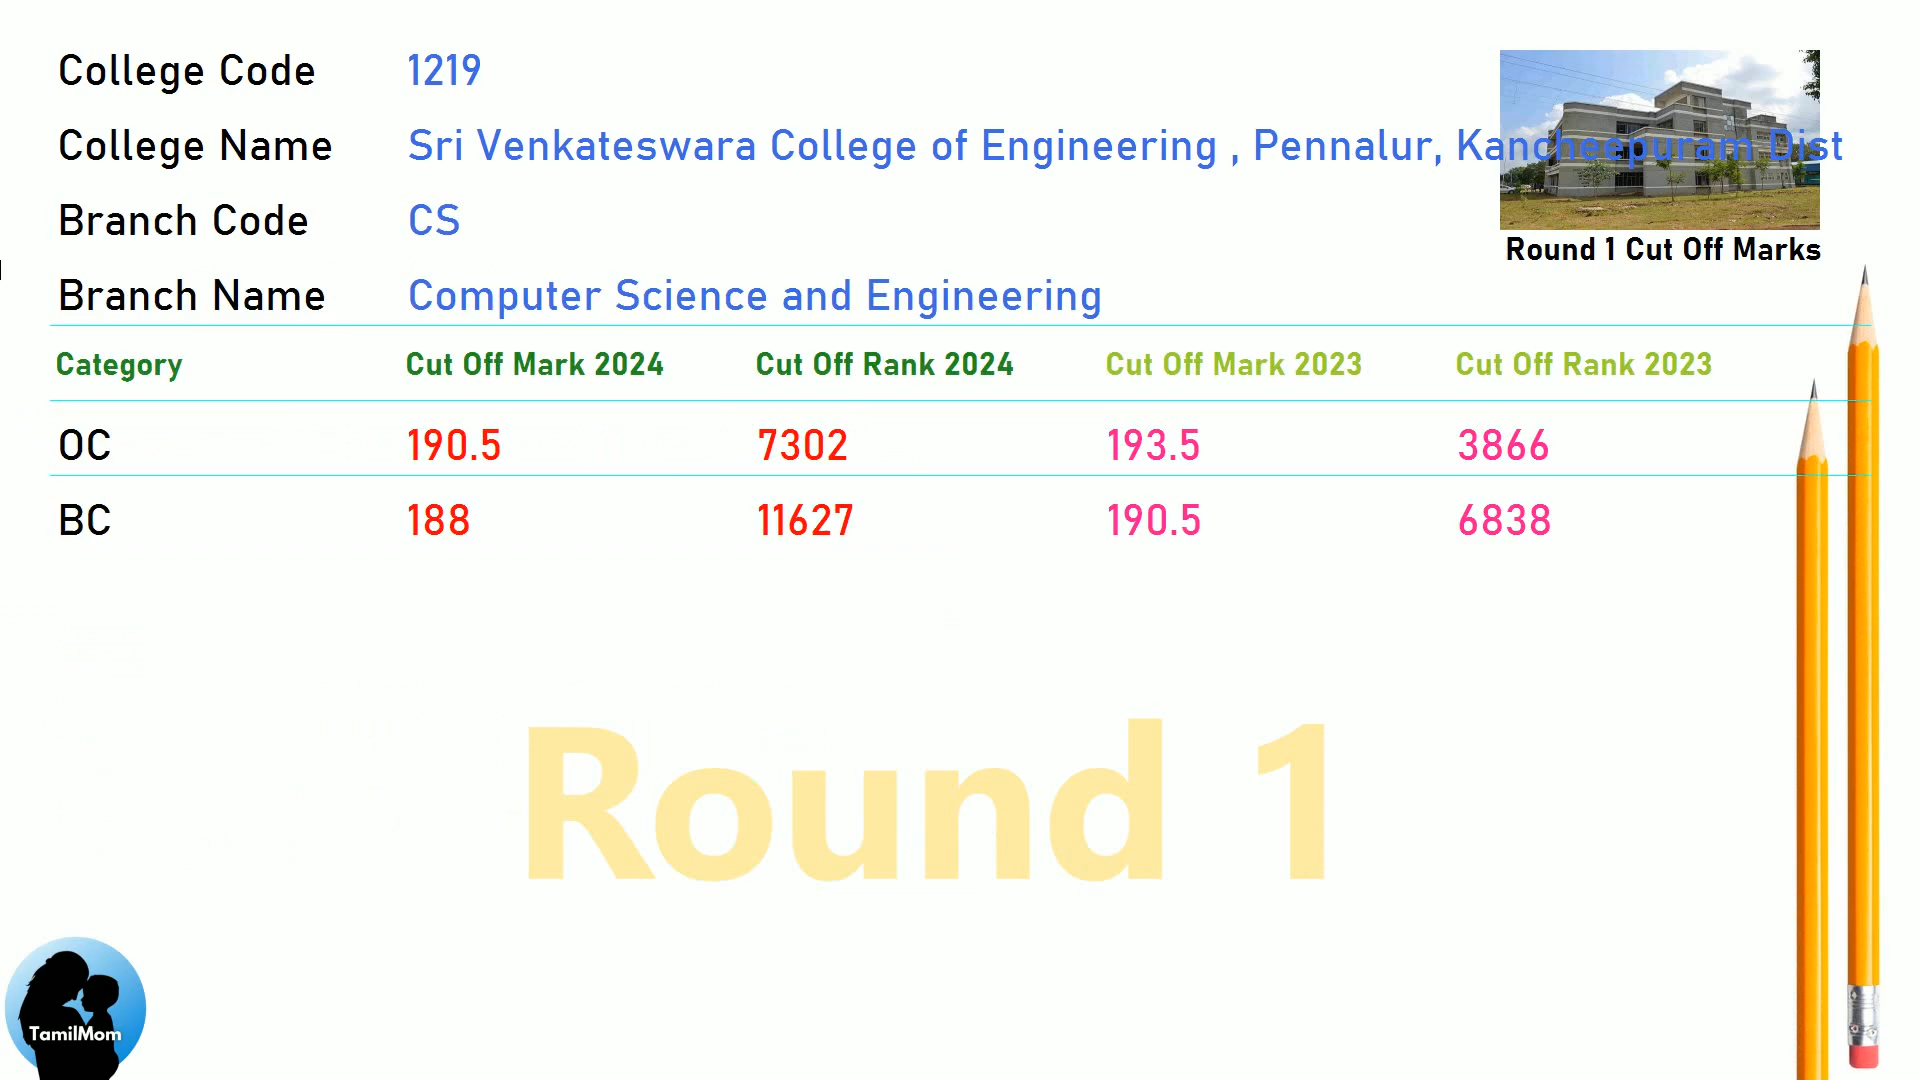 College Code 1219
College Name Sri Venkateswara College of Engineering , Pennalur, Kancheepuram Dist
Branch Code CS
Round 1 Cut Off Marks
Branch Name Computer Science and Engineering
Category Cut Off Mark 2024 Cut Off Rank 2024 Cut Off Mark 2023 Cut Off Rank 2023
OC 190.5 7302 193.5 3866
BC 188 11627 190.5 6838
Round 1
TamilMom